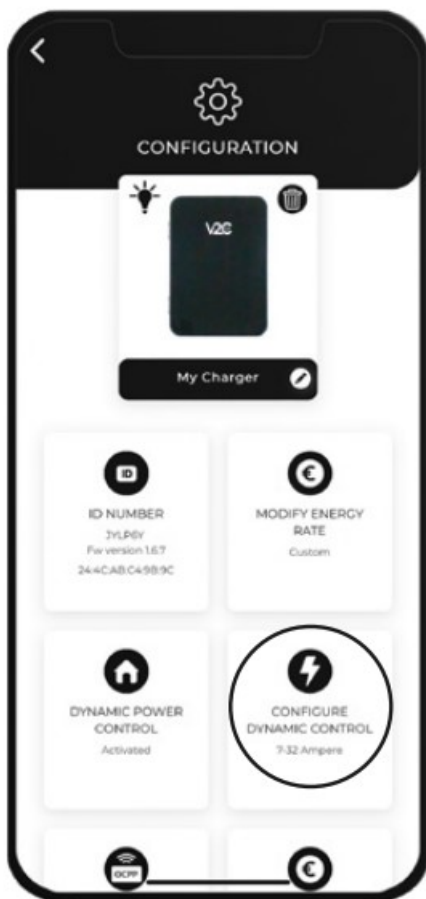 CONFIGURATION
V2C
My Charger
ID
ID NUMBER
JYLP6Y
Fw version 1.6.7
24:4C:AB:C4:9B:9C
€
MODIFY ENERGY
RATE
Custom
DYNAMIC POWER
CONTROL
Activated
CONFIGURE
DYNAMIC CONTROL
7-32 Ampere
OCPP
€